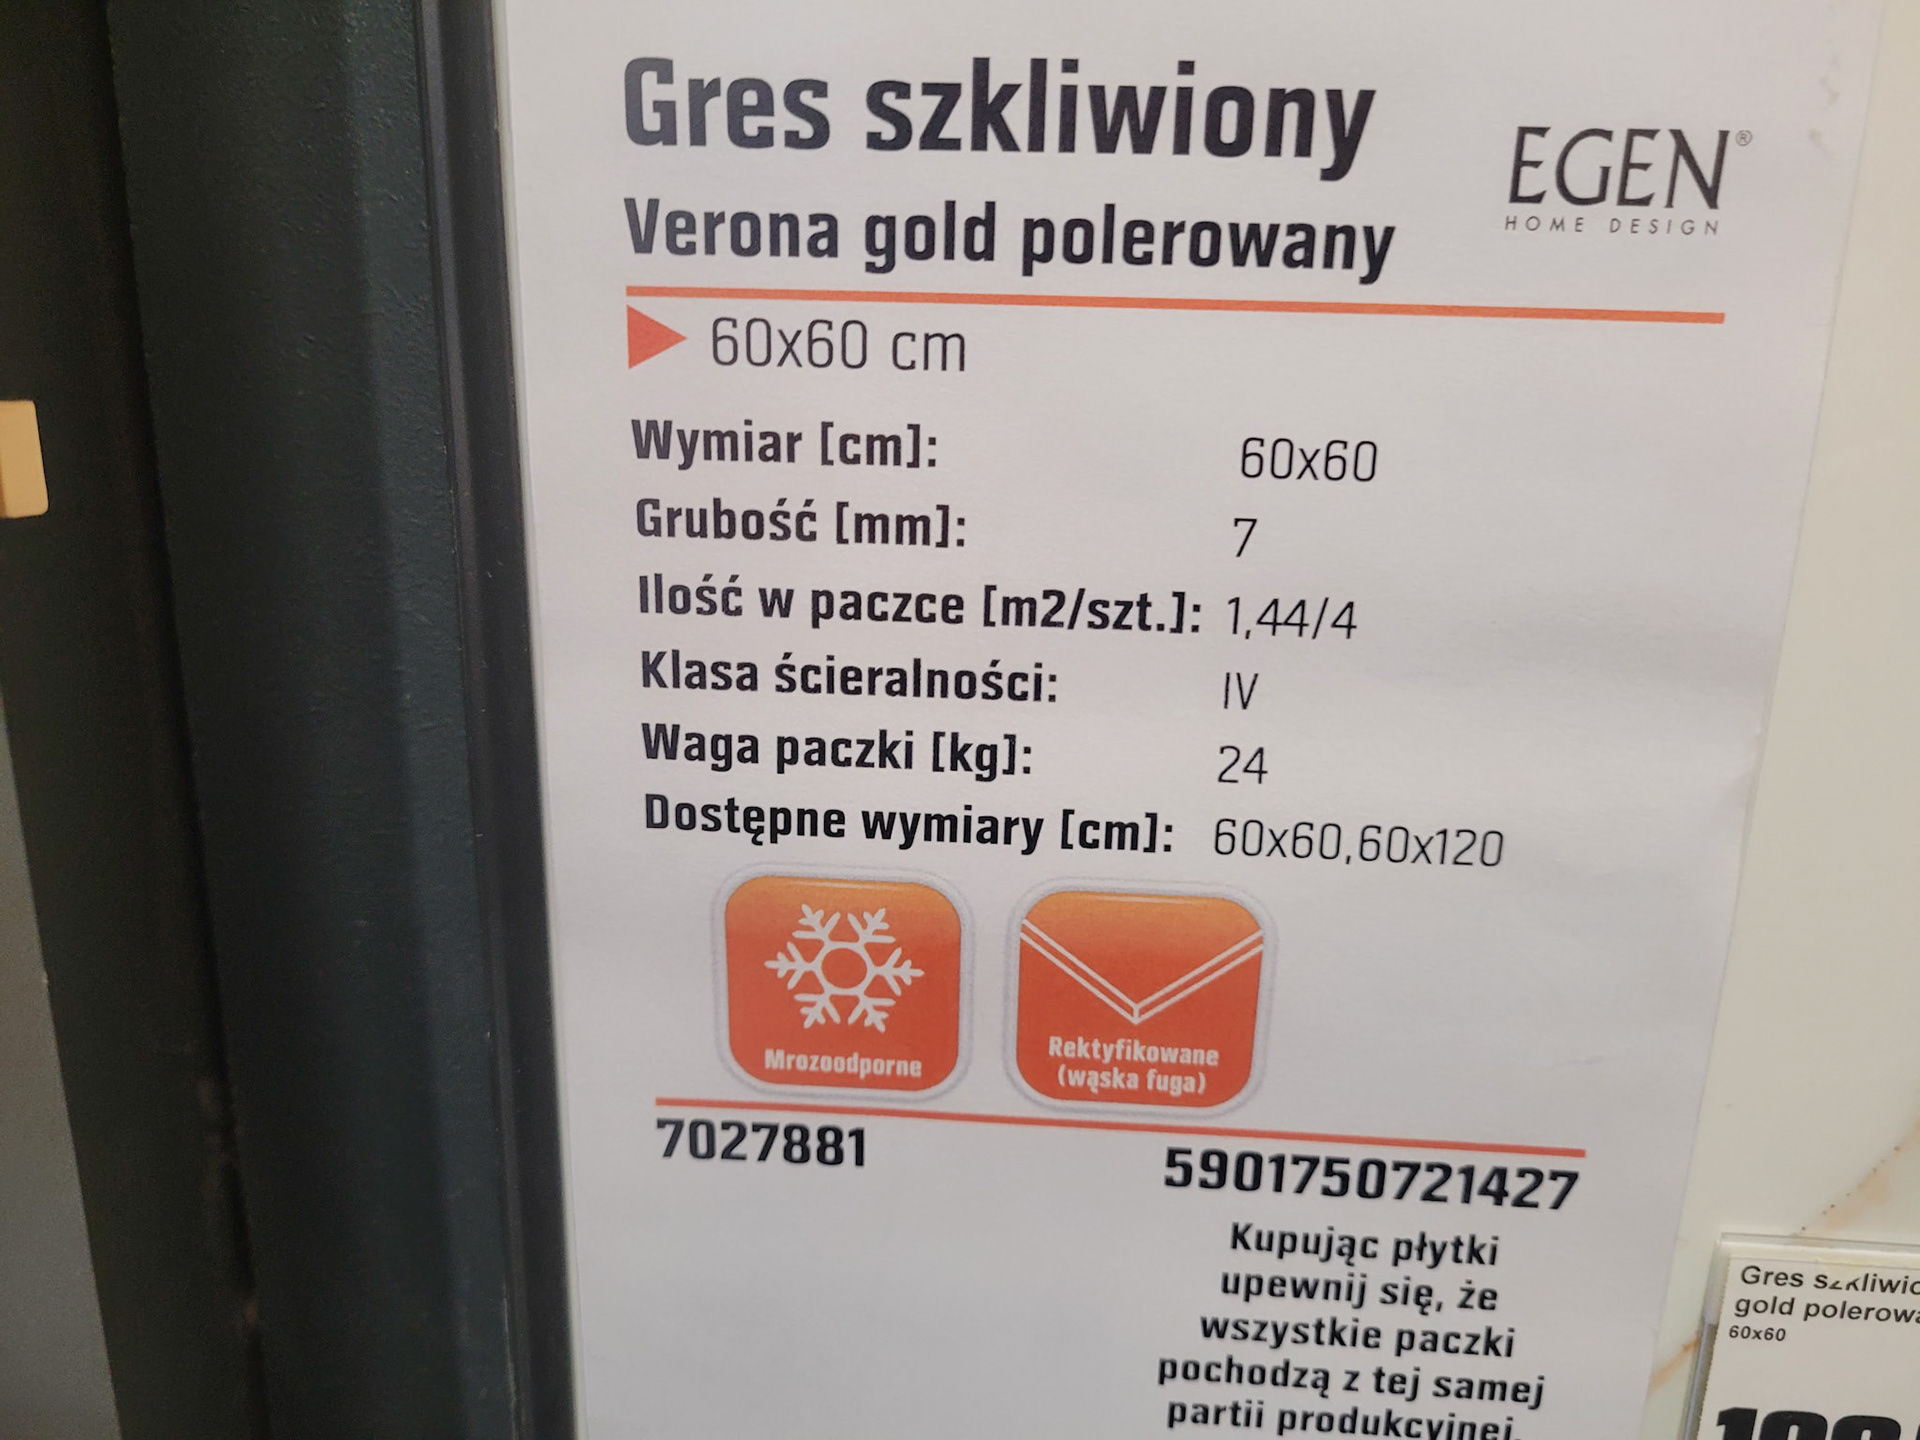 Gres szkliwiony
Verona gold polerowany
EGEN®
HOME DESIGN
60x60 cm
Wymiar [cm]: 60x60
Grubość [mm]: 7
Ilość w paczce [m2/szt.]: 1,44/4
Klasa ścieralności: IV
Waga paczki [kg]: 24
Dostępne wymiary [cm]: 60x60,60x120
Mrozoodporne
Rektyfikowane
(wąska fuga)
7027881
5901750721427
Kupując płytki
upewnij się, że
wszystkie paczki
pochodzą z tej samej
partii produkcyjnej.
Gres
gold
60x60